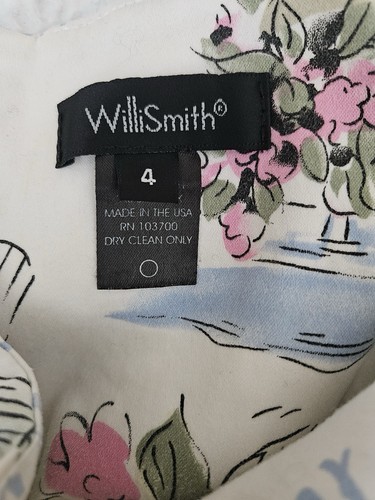 WilliSmith®
4
MADE IN THE USA
RN 103700
DRY CLEAN ONLY